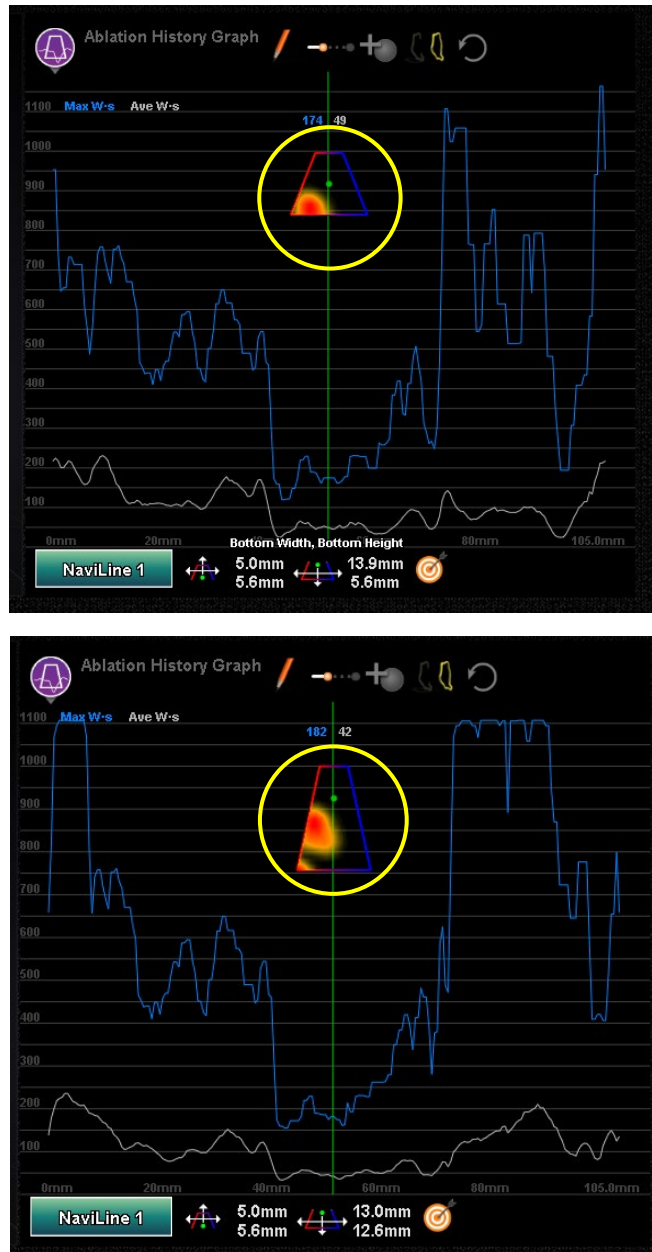 Ablation History Graph
1100 Max W·s Ave W·s
174 49
1000
900
800
700
600
500
400
300
200
100
0mm 20mm 80mm 105.0mm
Bottom Width, Bottom Height
NaviLine 1
5.0mm 13.9mm
5.6mm 5.6mm
Ablation History Graph
1100 Max W·s Ave W·s
182 42
1000
900
800
700
600
500
400
300
200
100
0mm 20mm 40mm 60mm 80mm 105.0mm
NaviLine 1
5.0mm 13.0mm
5.6mm 12.6mm